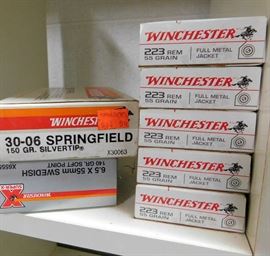 WINCHESTER
30-06 SPRINGFIELD
150 GR. SILVERTIP®
X30063
6.5 X 55mm SWEDISH
140 GR. SOFT POINT
X6555
WINCHESTER
223 REM
55 GRAIN
FULL METAL
JACKET
WINCHESTER
223 REM
55 GRAIN
FULL METAL
JACKET
WINCHESTER
223 REM
55 GRAIN
FULL METAL
JACKET
WINCHESTER
223 REM
55 GRAIN
FULL METAL
JACKET
WINCHESTER
223 REM
55 GRAIN
FULL METAL
JACKET